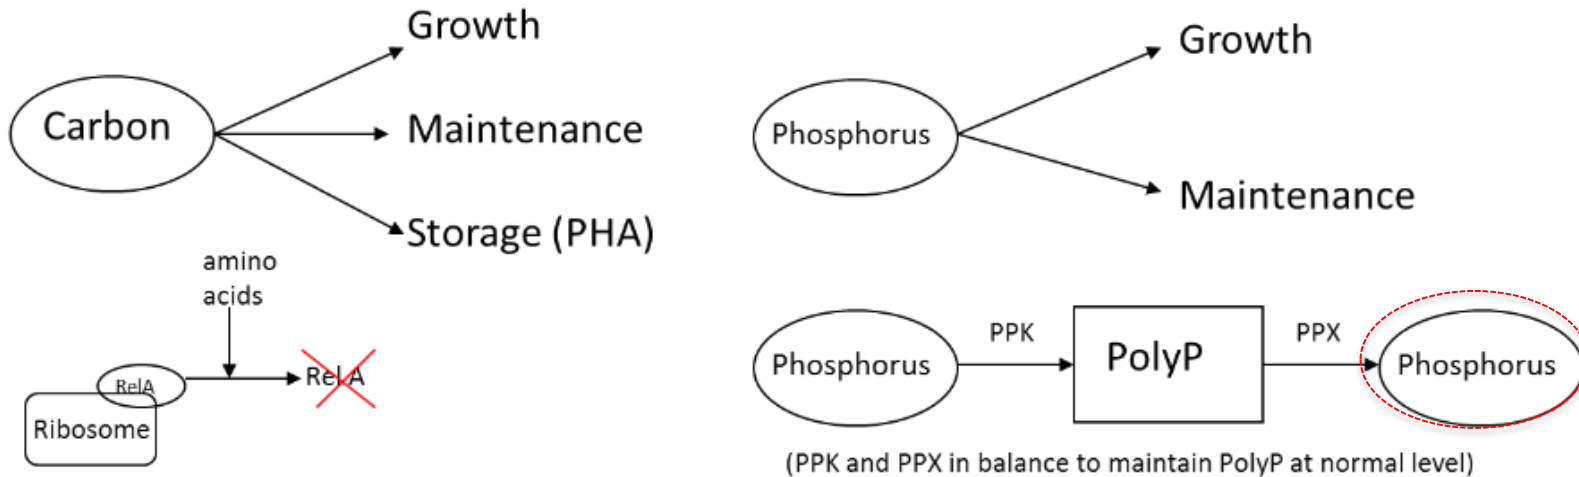 Growth
Carbon
Maintenance
Storage (PHA)
amino
acids
RelA
RelA
Ribosome
Growth
Phosphorus
Maintenance
Phosphorus
PPK
PolyP
PPX
Phosphorus
(PPK and PPX in balance to maintain PolyP at normal level)